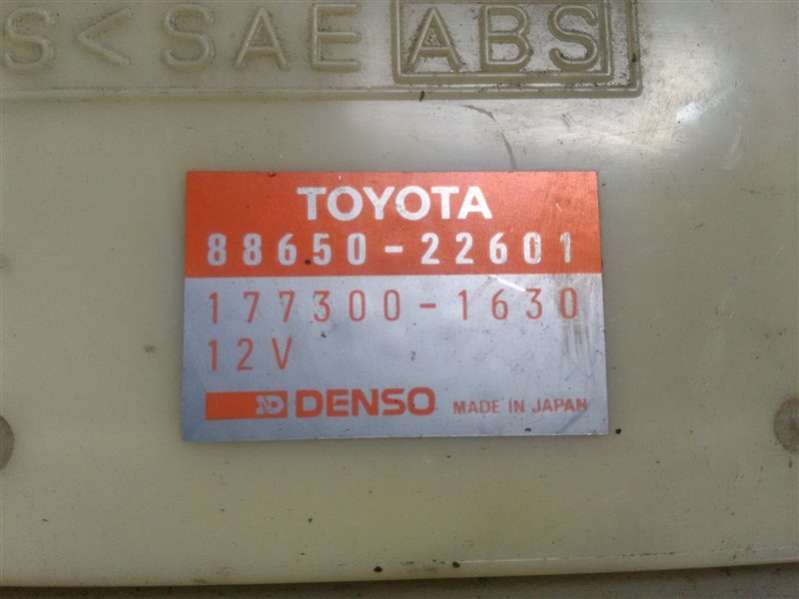 S<SAE ABS
TOYOTA
88650-22601
177300-1630
12V
DENSO MADE IN JAPAN